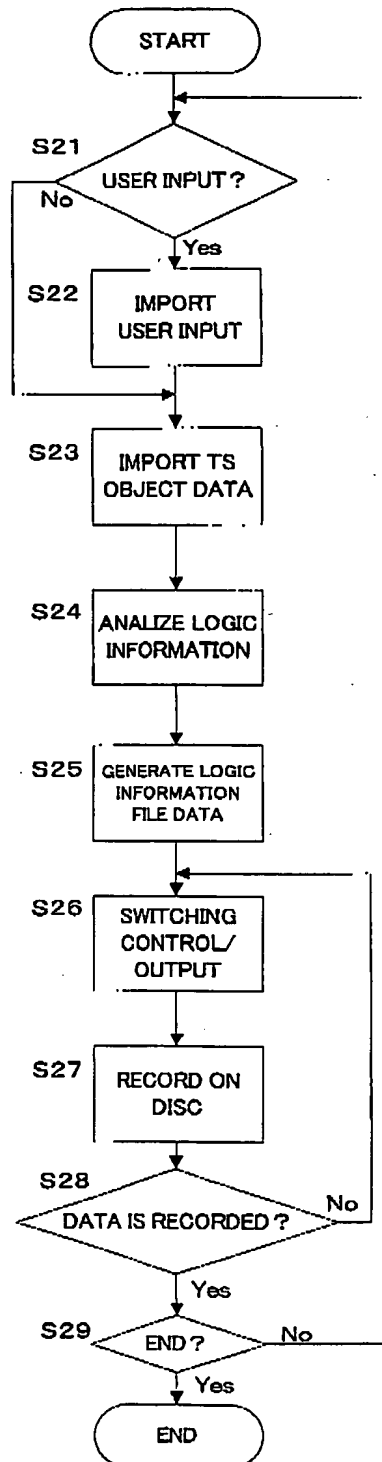 START
S21
USER INPUT ?
No
Yes
S22
IMPORT
USER INPUT
S23
IMPORT TS
OBJECT DATA
S24
ANALIZE LOGIC
INFORMATION
S25
GENERATE LOGIC
INFORMATION
FILE DATA
S26
SWITCHING
CONTROL/
OUTPUT
S27
RECORD ON
DISC
S28
No
DATA IS RECORDED ?
Yes
S29
END ?
No
Yes
END